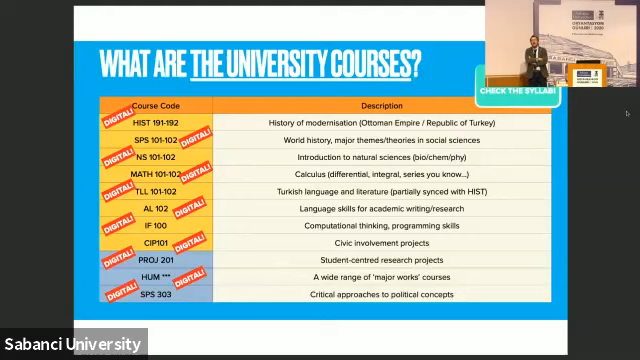 WHAT ARE THE UNIVERSITY COURSES?
CHECK THE SYLLABI
Course Code Description
DIGITAL! HIST 191-192 History of modernisation (Ottoman Empire / Republic of Turkey)
SPS 101-102 DIGITAL! World history, major themes/theories in social sciences
DIGITAL! NS 101-102 Introduction to natural sciences (bio/chem/phy)
MATH 101-102 DIGITAL! Calculus (differential, integral, series you know...)
DIGITAL! TLL 101-102 Turkish language and literature (partially synced with HIST)
AL 102 DIGITAL! Language skills for academic writing/research
DIGITAL! IF 100 Computational thinking, programming skills
CIP101 DIGITAL! Civic involvement projects
DIGITAL! PROJ 201 Student-centred research projects
HUM *** DIGITAL! A wide range of 'major works' courses
DIGITAL! SPS 303 Critical approaches to political concepts
Sabanci University